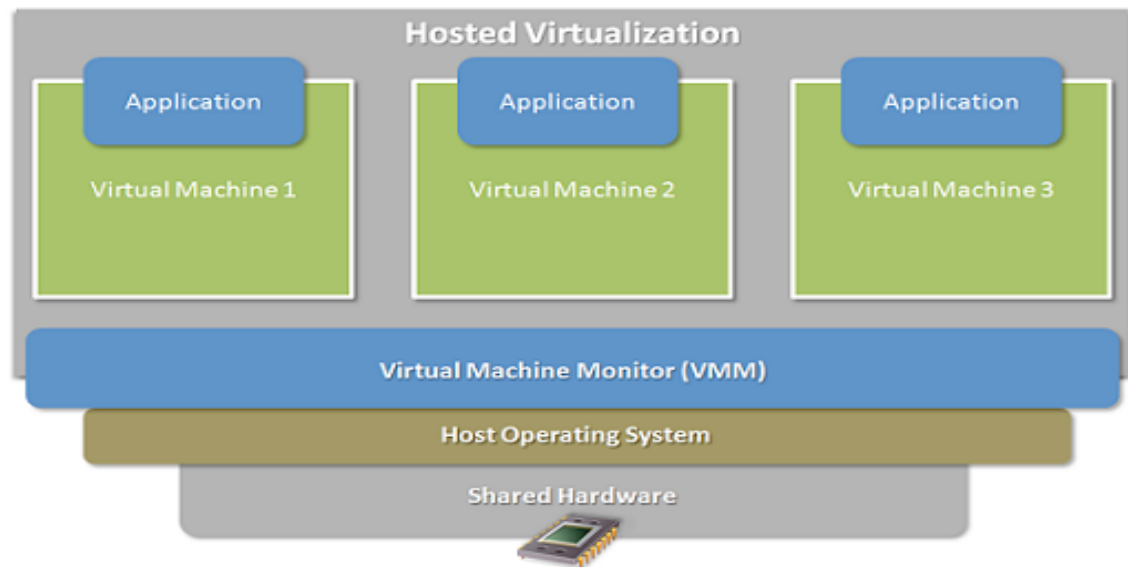 Hosted Virtualization
Application
Application
Application
Virtual Machine 1
Virtual Machine 2
Virtual Machine 3
Virtual Machine Monitor (VMM)
Host Operating System
Shared Hardware